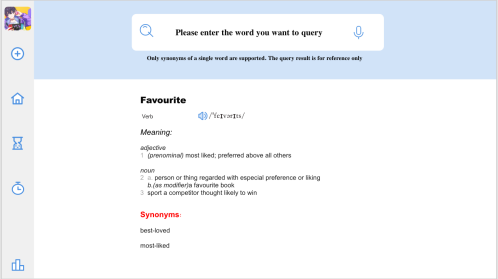 Please enter the word you want to query
Only synonyms of a single word are supported. The query result is for reference only
Favourite
Verb
Meaning:
adjective
1 (prenominal) most liked; preferred above all others
noun
2 a. person or thing regarded with especial preference or liking
b.(as modifier)a favourite book
3 sport a competitor thought likely to win
Synonyms:
best-loved
most-liked